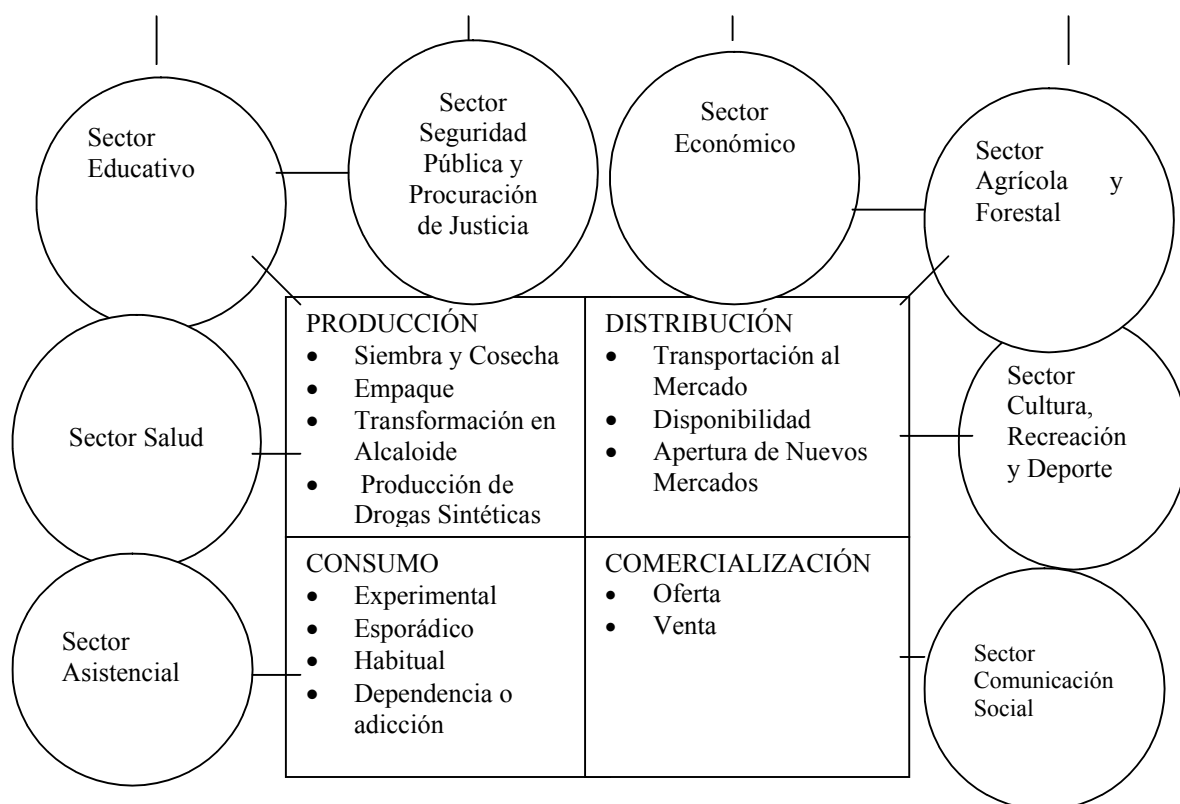 Sector
Educativo
Sector
Seguridad
Pública y
Procuración
de Justicia
Sector
Económico
Sector
Agrícola y
Forestal
Sector Salud
Sector
Asistencial
PRODUCCIÓN
• Siembra y Cosecha
• Empaque
• Transformación en
Alcaloide
• Producción de
Drogas Sintéticas
DISTRIBUCIÓN
• Transportación al
Mercado
• Disponibilidad
• Apertura de Nuevos
Mercados
CONSUMO
• Experimental
• Esporádico
• Habitual
• Dependencia o
adicción
COMERCIALIZACIÓN
• Oferta
• Venta
Sector
Cultura,
Recreación
y Deporte
Sector
Comunicación
Social